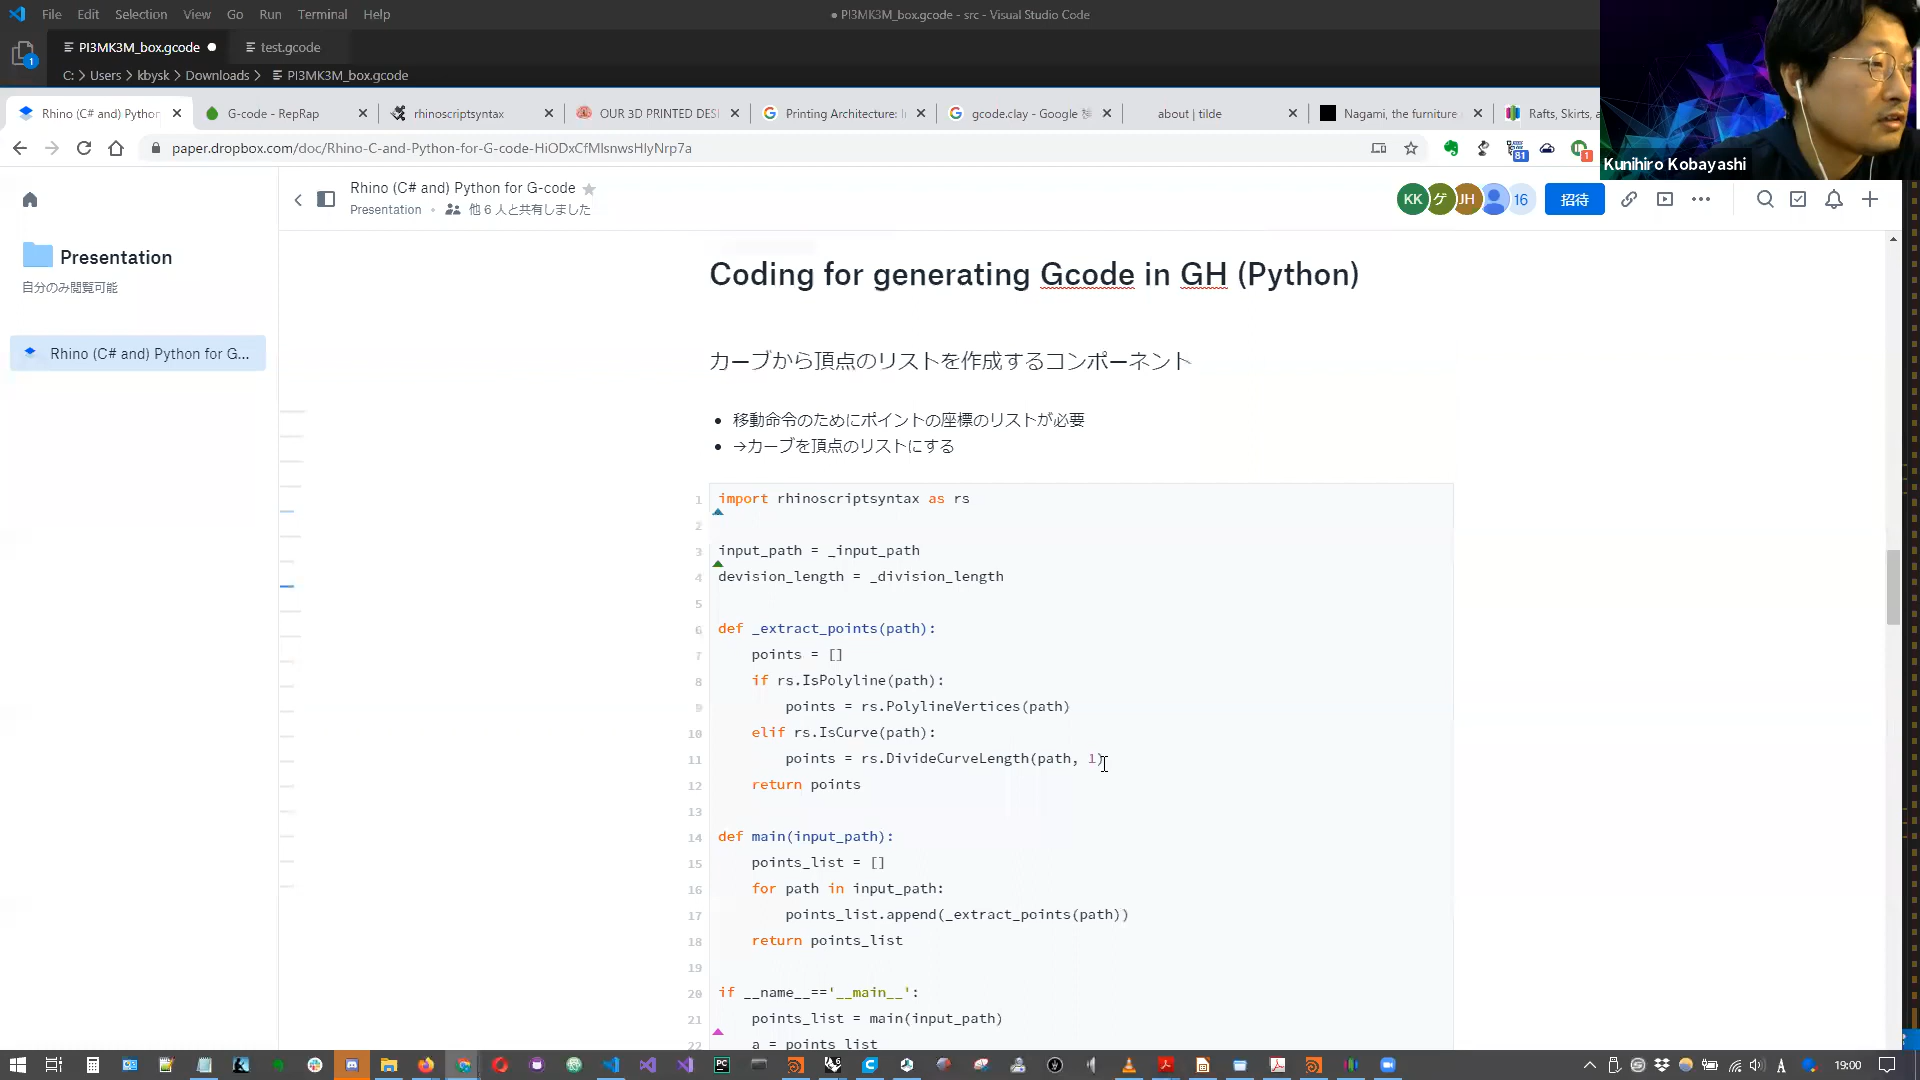 File Edit Selection View Go Run Terminal Help
● PI3MK3M_box.gcode - src - Visual Studio Code
PI3MK3M_box.gcode ● test.gcode
C: > Users > kbysk > Downloads > PI3MK3M_box.gcode
1
Rhino (C# and) Python
G-code - RepRap
rhinoscriptsyntax
OUR 3D PRINTED DESI
Printing Architecture: I
gcode.clay - Google
about | tilde
Nagami, the furniture
Rafts, Skirts, a
paper.dropbox.com/doc/Rhino-C-and-Python-for-G-code-HiODxCfMlsnwsHlyNrp7a
81
1
Kunihiro Kobayashi
Rhino (C# and) Python for G-code
Presentation • 他 6 人と共有しました
KK ゲ JH 16 招待
Presentation
自分のみ閲覧可能
Rhino (C# and) Python for G...
Coding for generating Gcode in GH (Python)
カーブから頂点のリストを作成するコンポーネント
• 移動命令のためにポイントの座標のリストが必要
• →カーブを頂点のリストにする
1 import rhinoscriptsyntax as rs
2
3 input_path = _input_path
4 devision_length = _division_length
5
6 def _extract_points(path):
7 points = []
8 if rs.IsPolyline(path):
9 points = rs.PolylineVertices(path)
10 elif rs.IsCurve(path):
11 points = rs.DivideCurveLength(path, 1)
12 return points
13
14 def main(input_path):
15 points_list = []
16 for path in input_path:
17 points_list.append(_extract_points(path))
18 return points_list
19
20 if __name__=='__main__':
21 points_list = main(input_path)
22 a = points_list
19:00